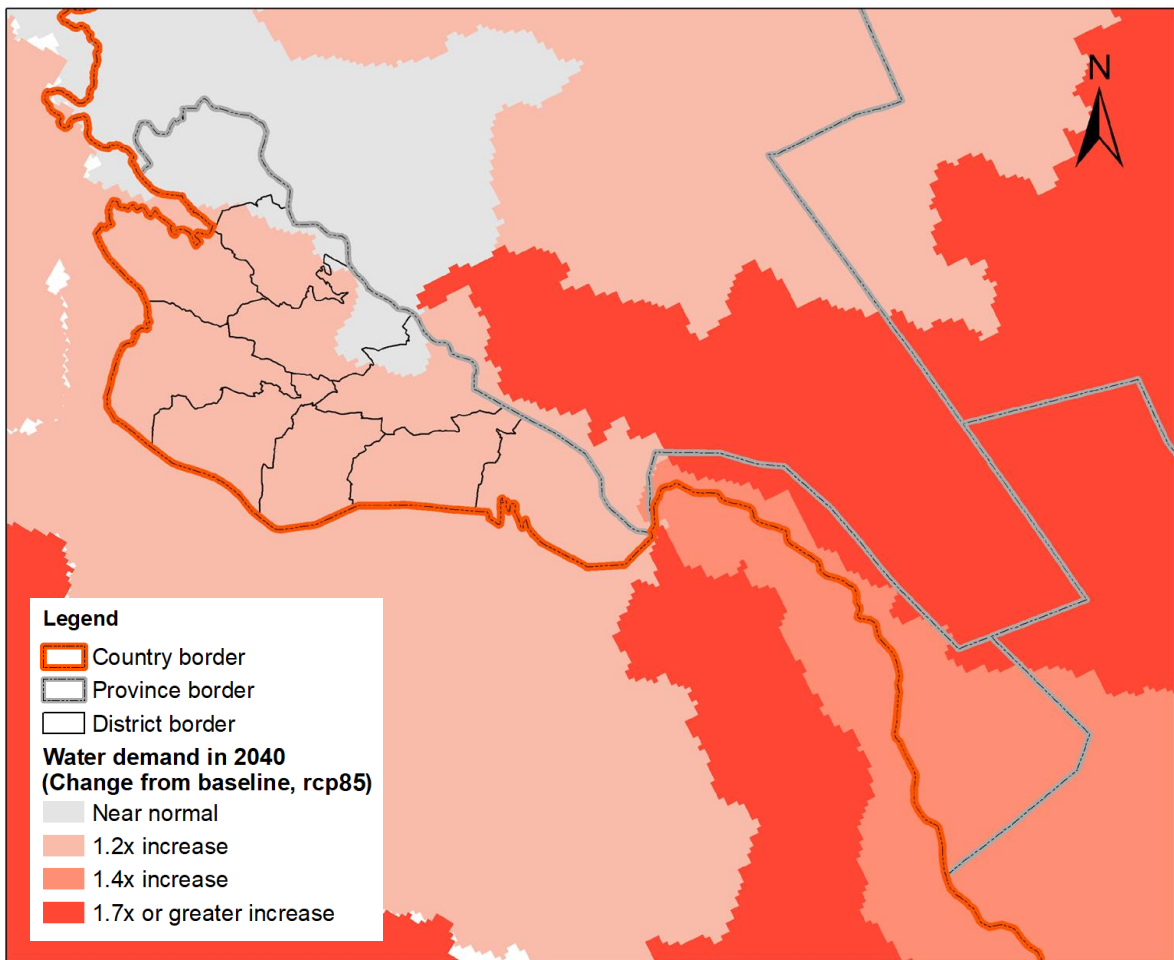 N
Legend
Country border
Province border
District border
Water demand in 2040
(Change from baseline, rcp85)
Near normal
1.2x increase
1.4x increase
1.7x or greater increase